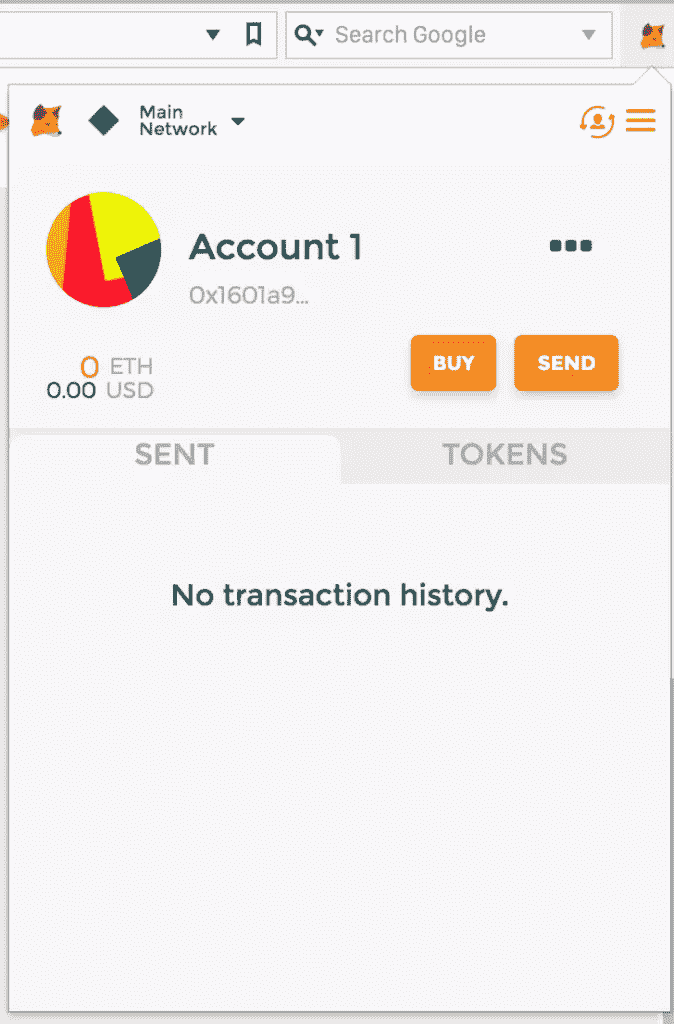 Search Google
Main
Network
Account 1
0x1601a9...
0 ETH
0.00 USD
BUY
SEND
SENT
TOKENS
No transaction history.